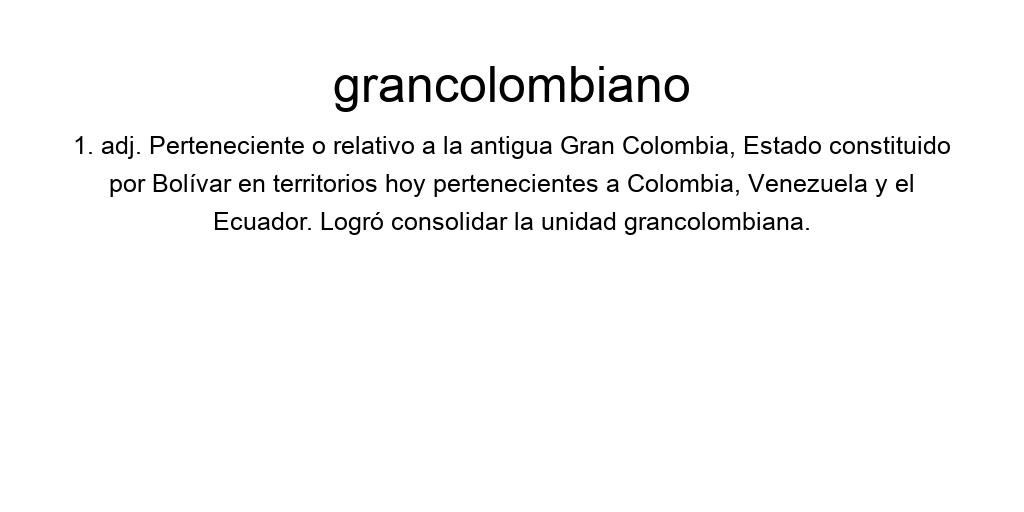 grancolombiano
1. adj. Perteneciente o relativo a la antigua Gran Colombia, Estado constituido
por Bolívar en territorios hoy pertenecientes a Colombia, Venezuela y el
Ecuador. Logró consolidar la unidad grancolombiana.